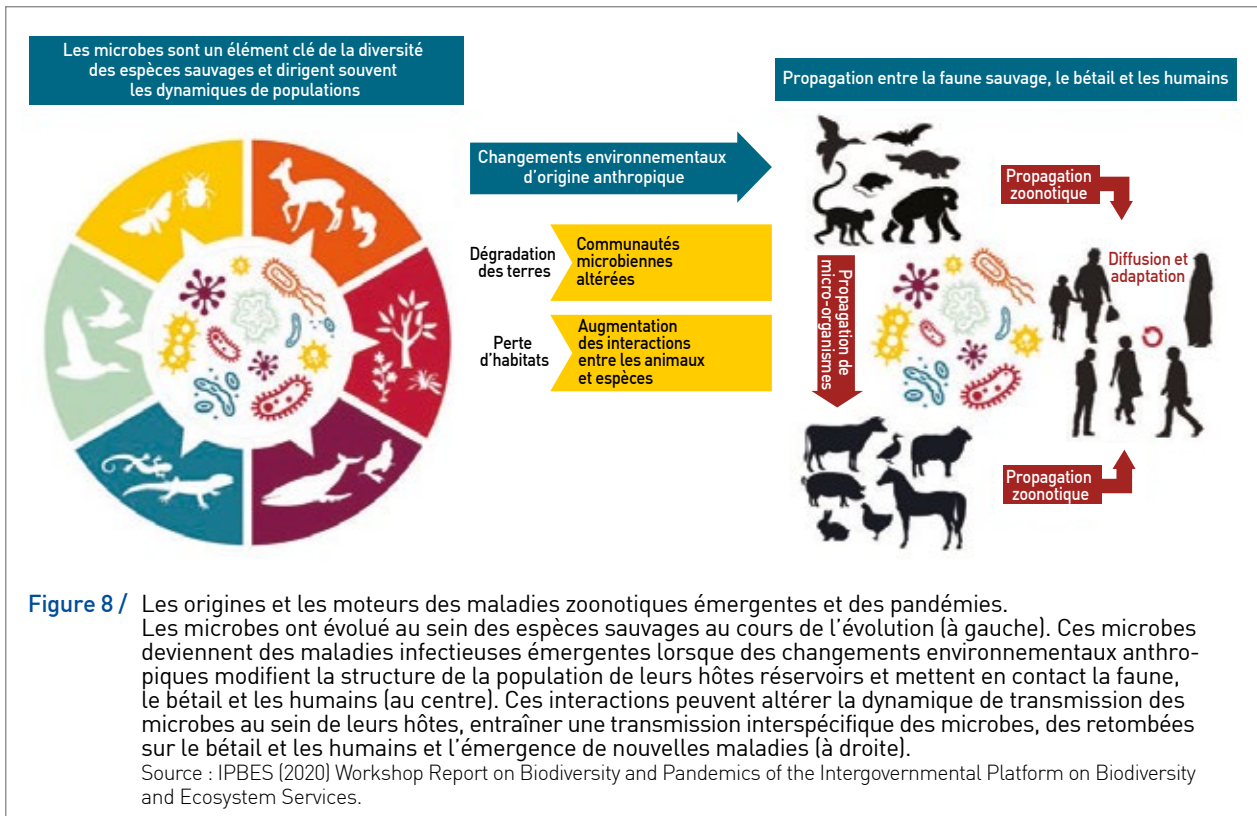 Les microbes sont un élément clé de la diversité
des espèces sauvages et dirigent souvent
les dynamiques de populations
Changements environnementaux
d'origine anthropique
Dégradation
des terres
Communautés
microbiennes
altérées
Perte
d'habitats
Augmentation
des interactions
entre les animaux
et espèces
Propagation entre la faune sauvage, le bétail et les humains
Propagation
zoonotique
Propagation de
micro-organismes
Diffusion et
adaptation
Propagation
zoonotique
Figure 8 / Les origines et les moteurs des maladies zoonotiques émergentes et des pandémies.
Les microbes ont évolué au sein des espèces sauvages au cours de l'évolution (à gauche). Ces microbes
deviennent des maladies infectieuses émergentes lorsque des changements environnementaux anthro-
piques modifient la structure de la population de leurs hôtes réservoirs et mettent en contact la faune,
le bétail et les humains (au centre). Ces interactions peuvent altérer la dynamique de transmission des
microbes au sein de leurs hôtes, entraîner une transmission interspécifique des microbes, des retombées
sur le bétail et les humains et l'émergence de nouvelles maladies (à droite).
Source : IPBES (2020) Workshop Report on Biodiversity and Pandemics of the Intergovernmental Platform on Biodiversity
and Ecosystem Services.